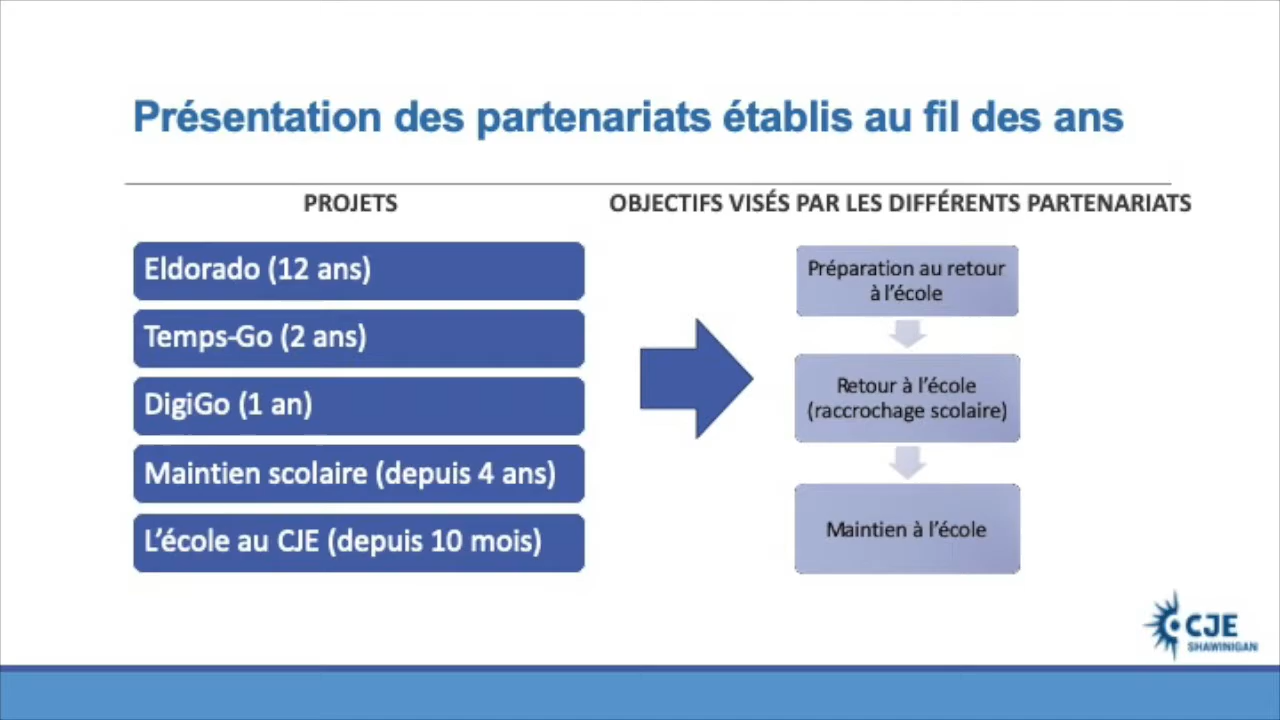 Présentation des partenariats établis au fil des ans
PROJETS
Eldorado (12 ans)
Temps-Go (2 ans)
DigiGo (1 an)
Maintien scolaire (depuis 4 ans)
L’école au CJE (depuis 10 mois)
OBJECTIFS VISÉS PAR LES DIFFÉRENTS PARTENARIATS
Préparation au retour
à l’école
Retour à l’école
(raccrochage scolaire)
Maintien à l’école
CJE
SHAWINIGAN